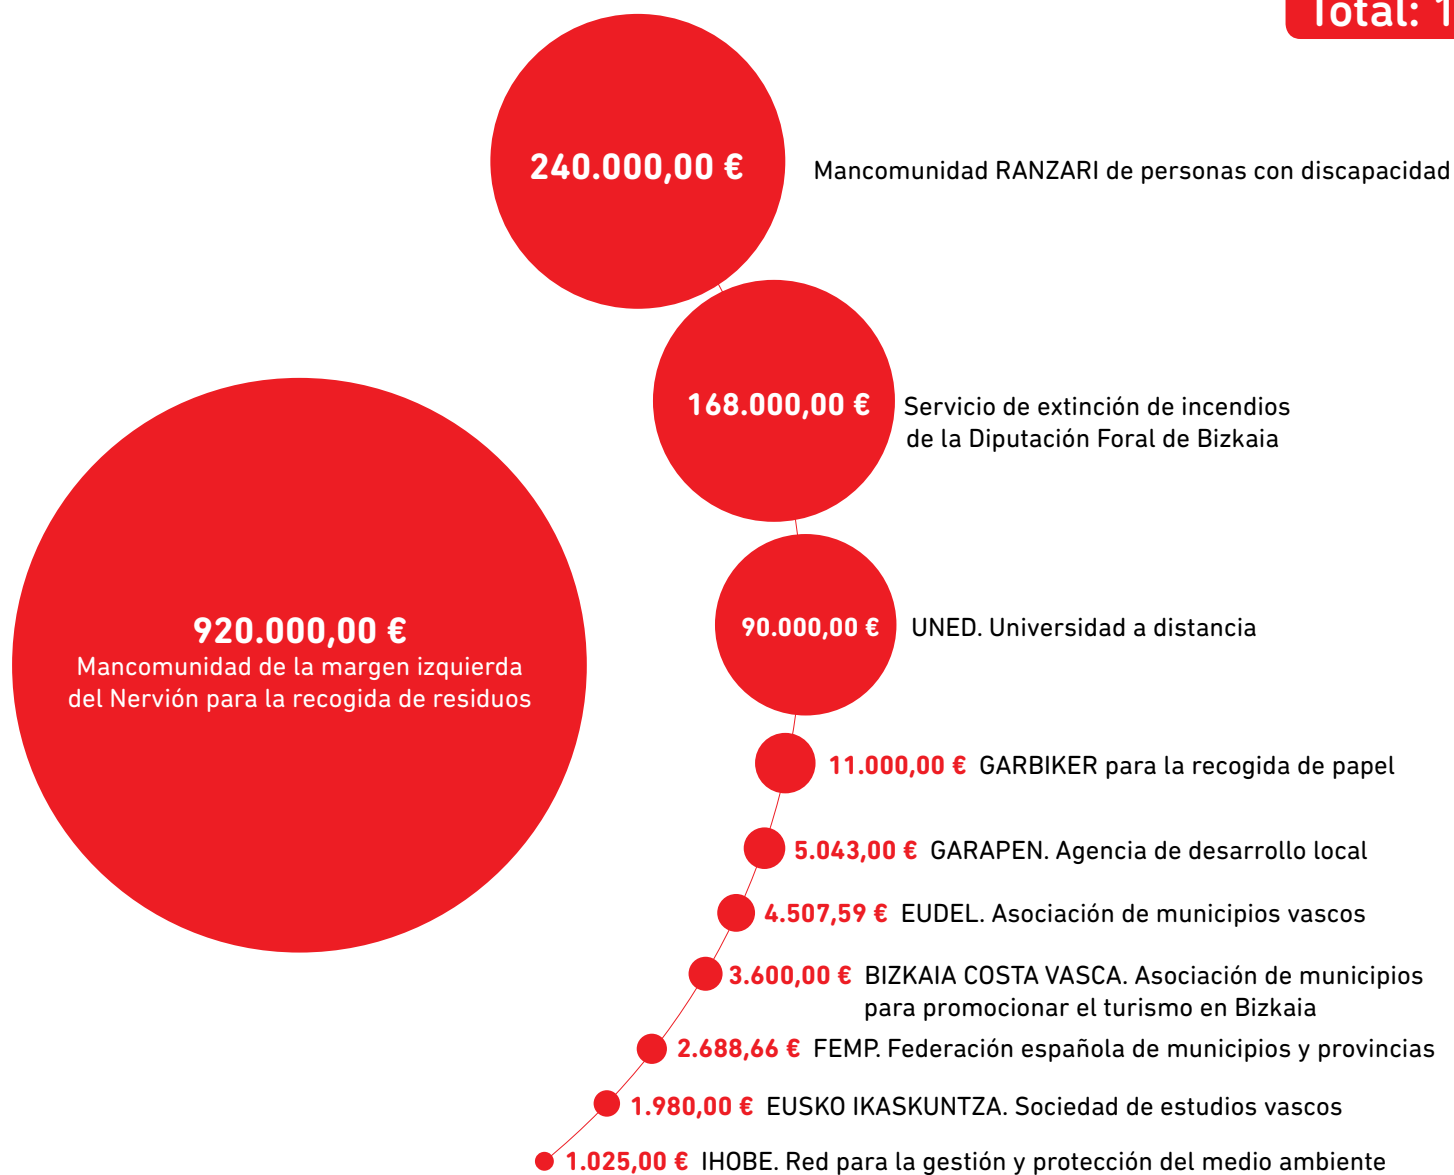 Total: 1
240.000,00 €
Mancomunidad RANZARI de personas con discapacidad
168.000,00 €
Servicio de extinción de incendios
de la Diputación Foral de Bizkaia
920.000,00 €
Mancomunidad de la margen izquierda
del Nervión para la recogida de residuos
90.000,00 €
UNED. Universidad a distancia
11.000,00 € GARBIKER para la recogida de papel
5.043,00 € GARAPEN. Agencia de desarrollo local
4.507,59 € EUDEL. Asociación de municipios vascos
3.600,00 € BIZKAIA COSTA VASCA. Asociación de municipios
para promocionar el turismo en Bizkaia
2.688,66 € FEMP. Federación española de municipios y provincias
1.980,00 € EUSKO IKASKUNTZA. Sociedad de estudios vascos
1.025,00 € IHOBE. Red para la gestión y protección del medio ambiente